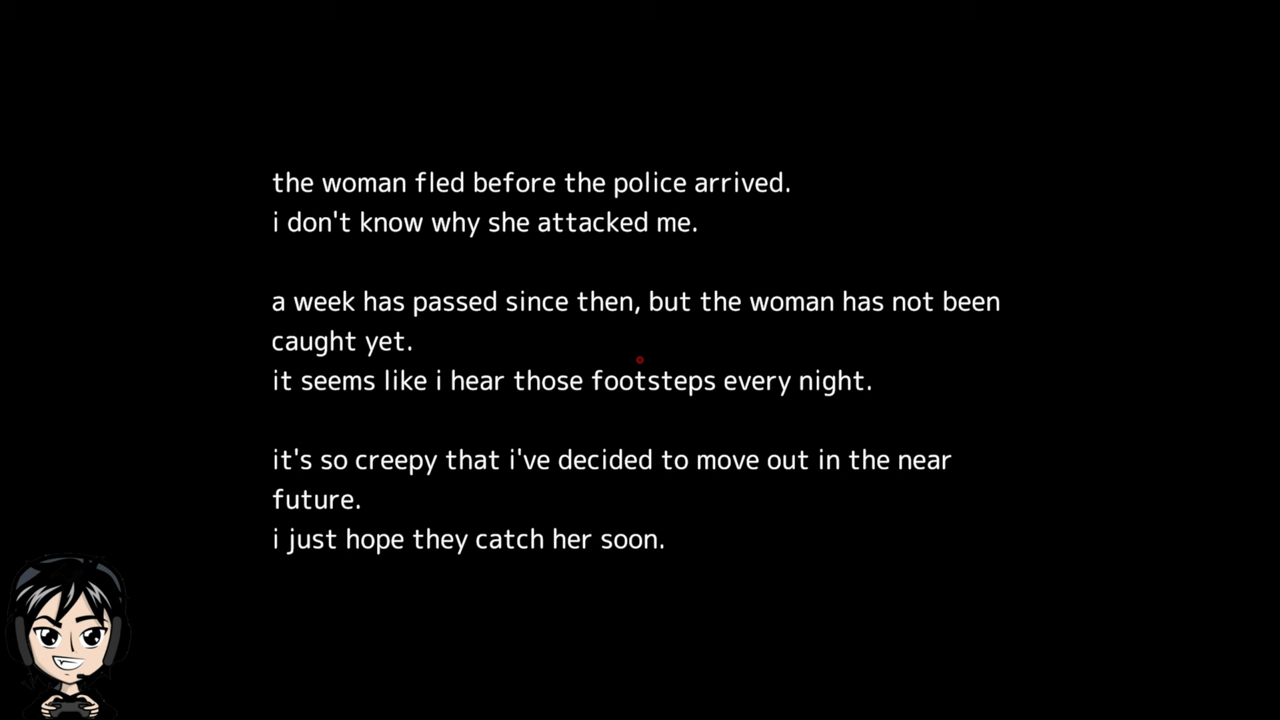 the woman fled before the police arrived.
i don't know why she attacked me.
a week has passed since then, but the woman has not been
caught yet.
it seems like i hear those footsteps every night.
it's so creepy that i've decided to move out in the near
future.
i just hope they catch her soon.